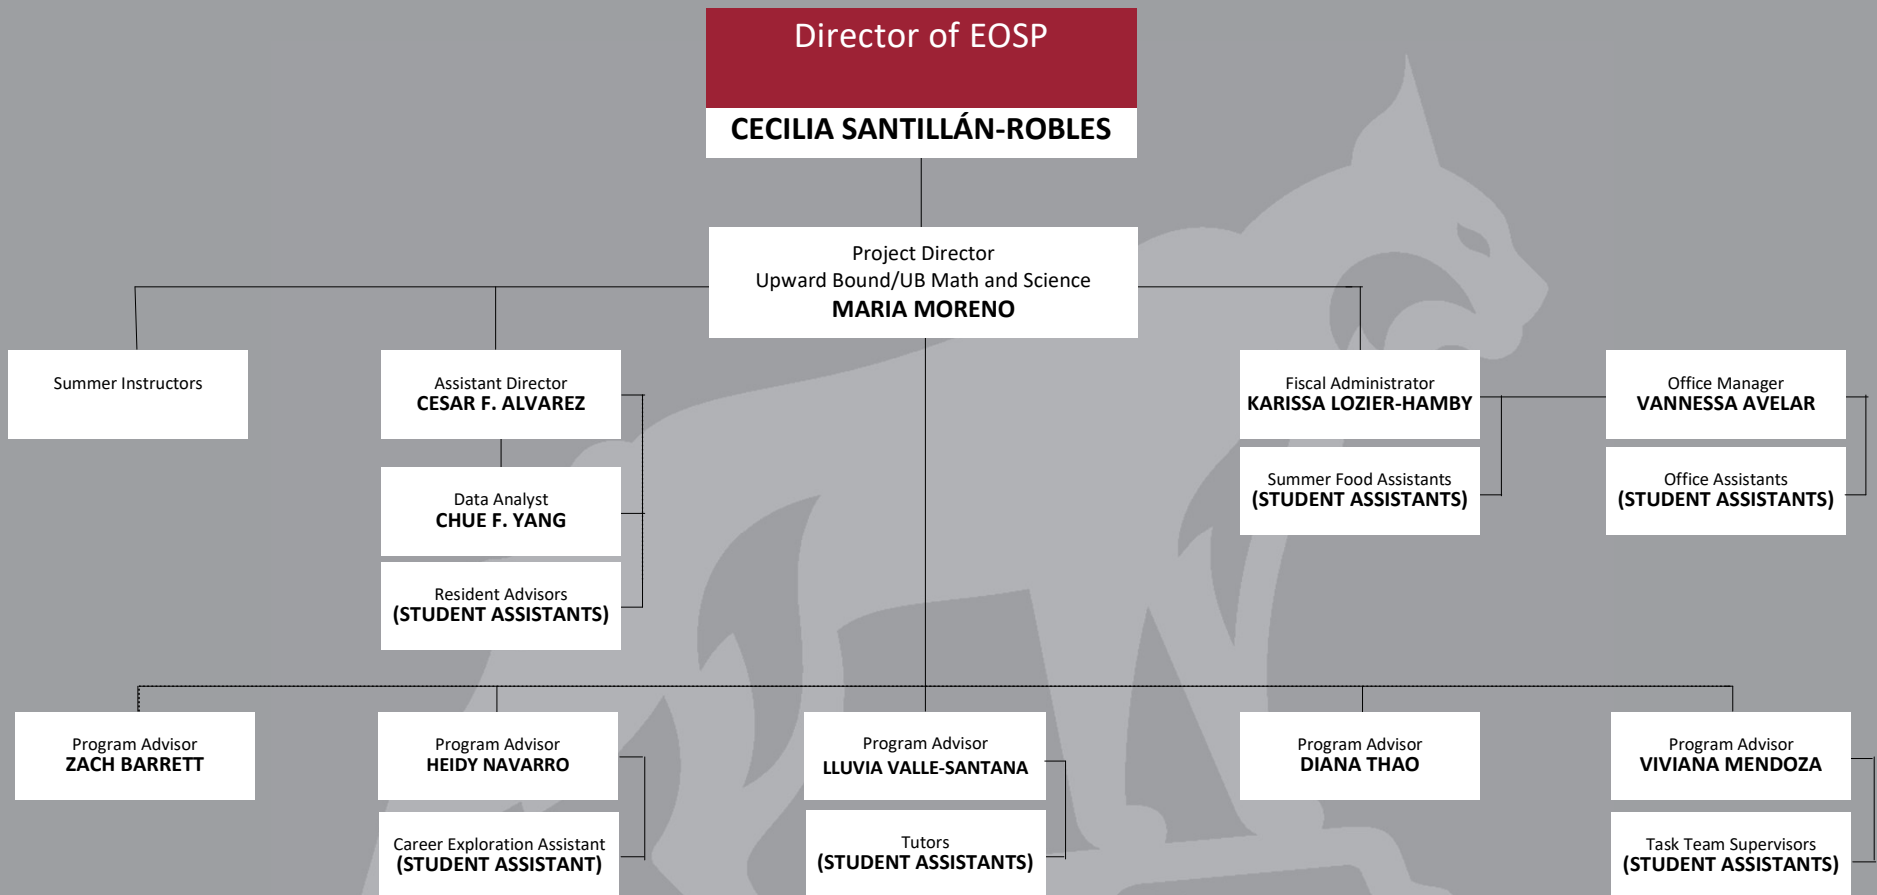 Director of EOSP
CECILIA SANTILLÁN-ROBLES
Project Director
Upward Bound/UB Math and Science
MARIA MORENO
Summer Instructors
Assistant Director
CESAR F. ALVAREZ
Data Analyst
CHUE F. YANG
Resident Advisors
(STUDENT ASSISTANTS)
Fiscal Administrator
KARISSA LOZIER-HAMBY
Summer Food Assistants
(STUDENT ASSISTANTS)
Office Manager
VANNESSA AVELAR
Office Assistants
(STUDENT ASSISTANTS)
Program Advisor
ZACH BARRETT
Program Advisor
HEIDY NAVARRO
Career Exploration Assistant
(STUDENT ASSISTANT)
Program Advisor
LLUVIA VALLE-SANTANA
Tutors
(STUDENT ASSISTANTS)
Program Advisor
DIANA THAO
Program Advisor
VIVIANA MENDOZA
Task Team Supervisors
(STUDENT ASSISTANTS)